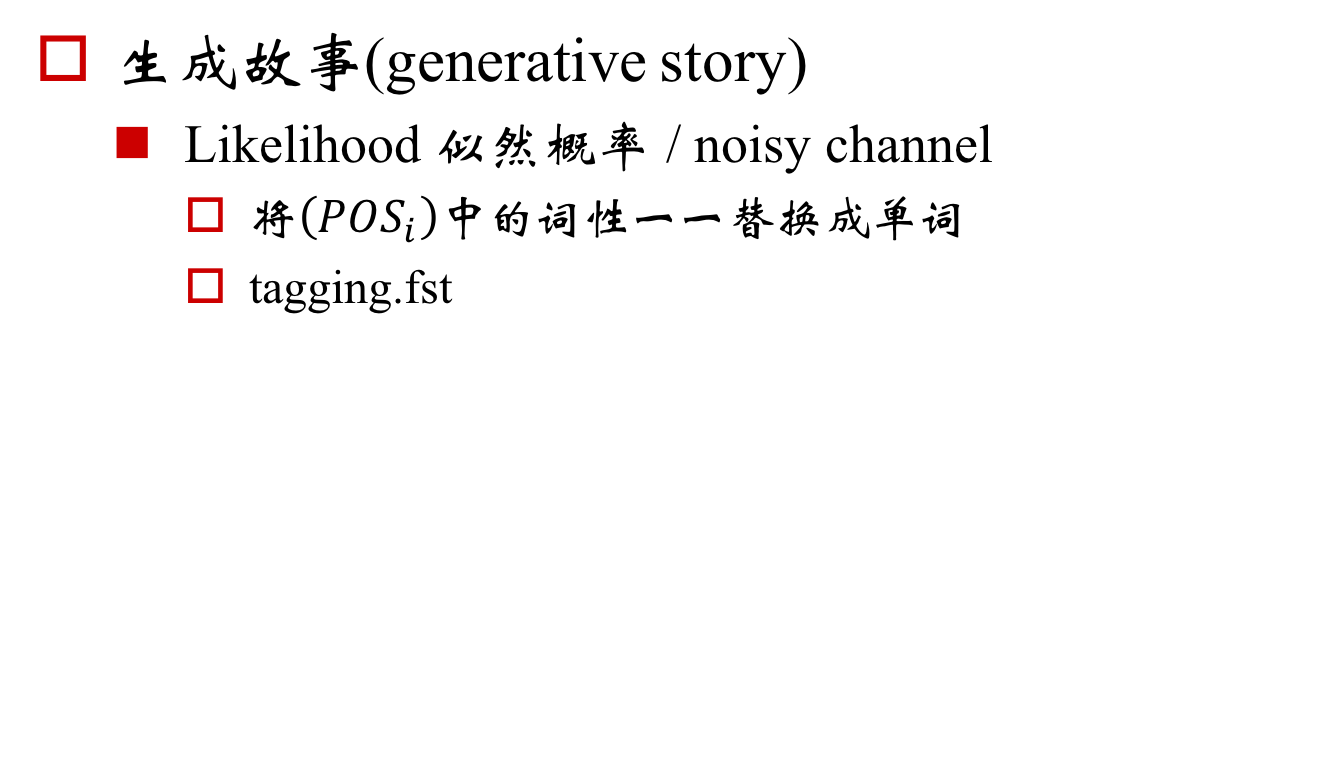 生成故事(generative story)
Likelihood 似然概率 / noisy channel
将(POSᵢ)中的词性一一替换成单词
tagging.fst